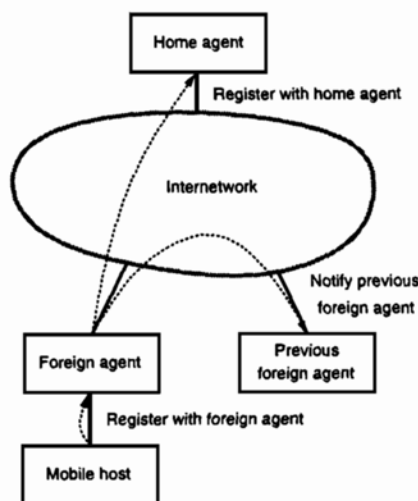 Home agent
Register with home agent
Internetwork
Notify previous
foreign agent
Foreign agent
Previous
foreign agent
Register with foreign agent
Mobile host